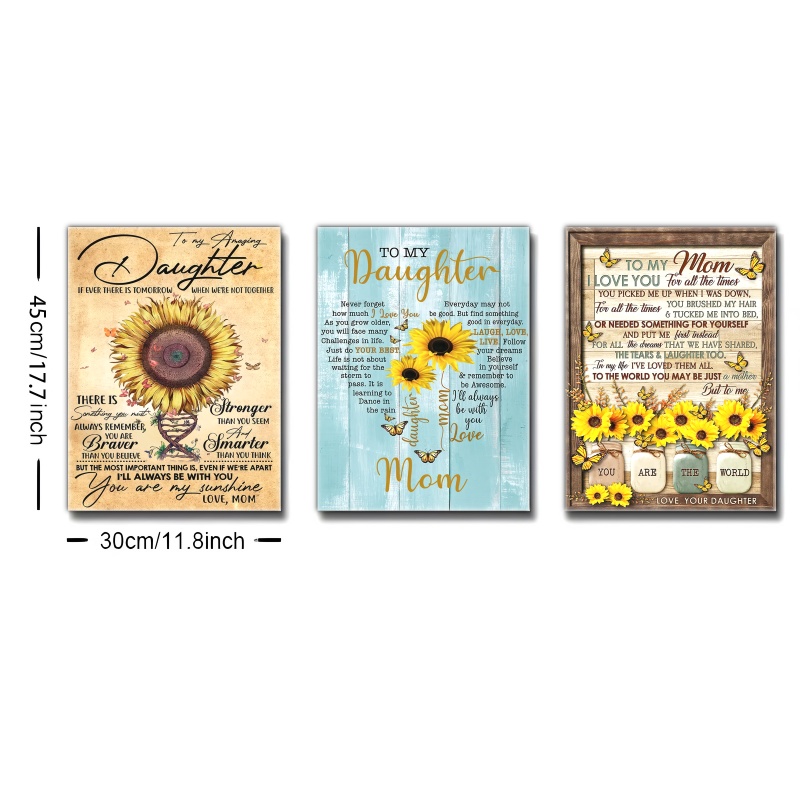 45cm/17.7inch
30cm/11.8inch
To my Amazing
Daughter
IF EVER THERE IS TOMORROW WHEN WE'RE NOT TOGETHER
THERE IS
Something you must
ALWAYS REMEMBER
YOU ARE
Braver
THAN YOU BELIEVE
Stronger
THAN YOU SEEM
And
Smarter
THAN YOU THINK
BUT THE MOST IMPORTANT THING IS, EVEN IF WE'RE APART
I'LL ALWAYS BE WITH YOU
You are my sunshine
LOVE, MOM
TO MY
Daughter
Never forget
how much I Love You
As you grow older,
you will face many
Challenges in life.
Just do YOUR BEST
Life is not about
waiting for the
storm to
pass. It is
learning to
Dance in
the rain
Everyday may not
be good. But find something
good in everyday.
LAUGH, LOVE,
LIVE. Follow
your dreams
Believe
in yourself
& remember to
be Awesome.
I'll always
be with
you
Love
daughter
mom
Mom
TO MY Mom
I LOVE YOU For all the times
YOU PICKED ME UP WHEN I WAS DOWN,
For all the times YOU BRUSHED MY HAIR
& TUCKED ME INTO BED,
OR NEEDED SOMETHING FOR YOURSELF
AND PUT ME first instead
FOR ALL the dreams THAT WE HAVE SHARED,
THE TEARS & LAUGHTER TOO.
In my life I'VE LOVED THEM ALL.
TO THE WORLD YOU MAY BE JUST a mother
But to me
YOU ARE THE WORLD
LOVE, YOUR DAUGHTER